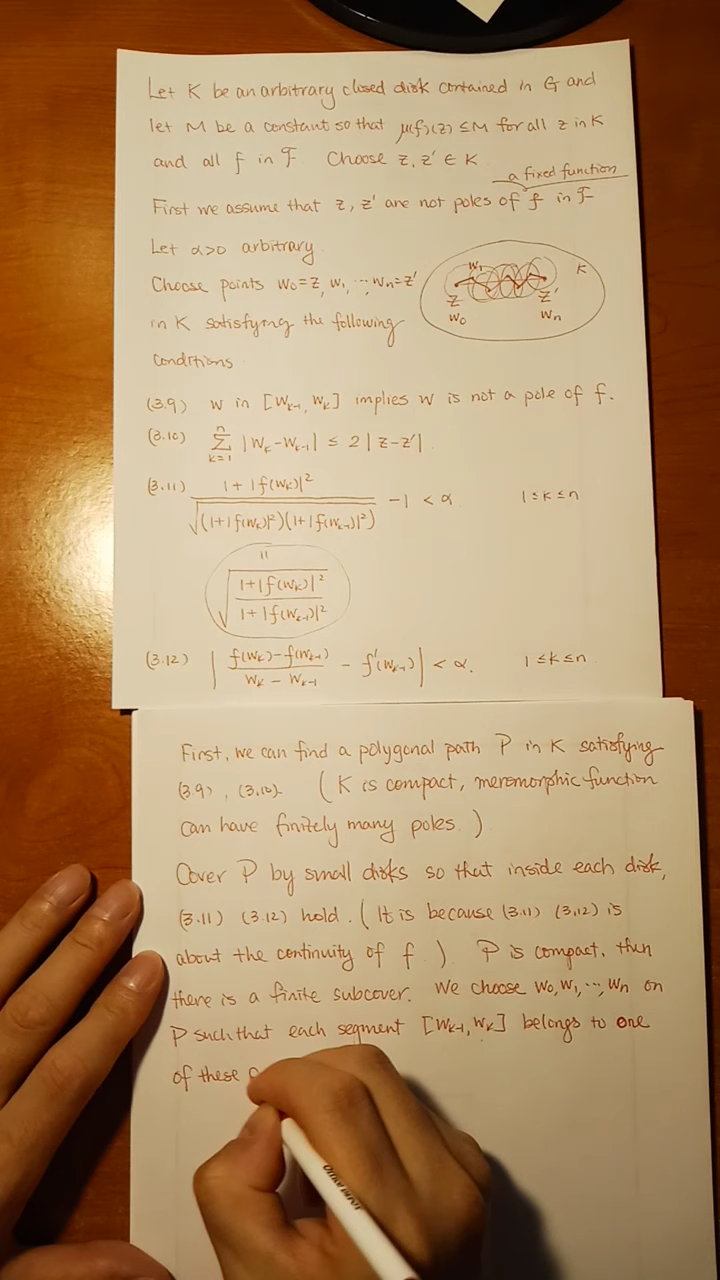 Let K be an arbitrary closed disk contained in G and
let M be a constant so that μ(f)(z) ≤ M for all z in K
and all f in ℱ. Choose z, z' ∈ K
a fixed function
First we assume that z, z' are not poles of f in ℱ
Let α>0 arbitrary.
Choose points w₀=z, w₁, ⋯, wₙ=z'
in K satisfying the following
conditions
w₁ K
z z'
w₀ wₙ
(3.9) w in [wₖ₋₁, wₖ] implies w is not a pole of f.
(3.10) ∑ₖ₌₁ⁿ |wₖ-wₖ₋₁| ≤ 2|z-z'|.
(3.11) (1+|f(wₖ)|²) / √((1+|f(wₖ)|²)(1+|f(wₖ₋₁)|²)) -1 < α 1≤k≤n
=
√((1+|f(wₖ)|²) / (1+|f(wₖ₋₁)|²))
(3.12) | (f(wₖ)-f(wₖ₋₁)) / (wₖ-wₖ₋₁) - f'(wₖ₋₁) | < α. 1≤k≤n
First, we can find a polygonal path P in K satisfying
(3.9), (3.10). (K is compact, meromorphic function
can have finitely many poles.)
Cover P by small disks so that inside each disk,
(3.11) (3.12) hold. (It is because (3.11) (3.12) is
about the continuity of f.) P is compact, then
there is a finite subcover. We choose w₀, w₁, ⋯, wₙ on
P such that each segment [wₖ₋₁, wₖ] belongs to one
of these